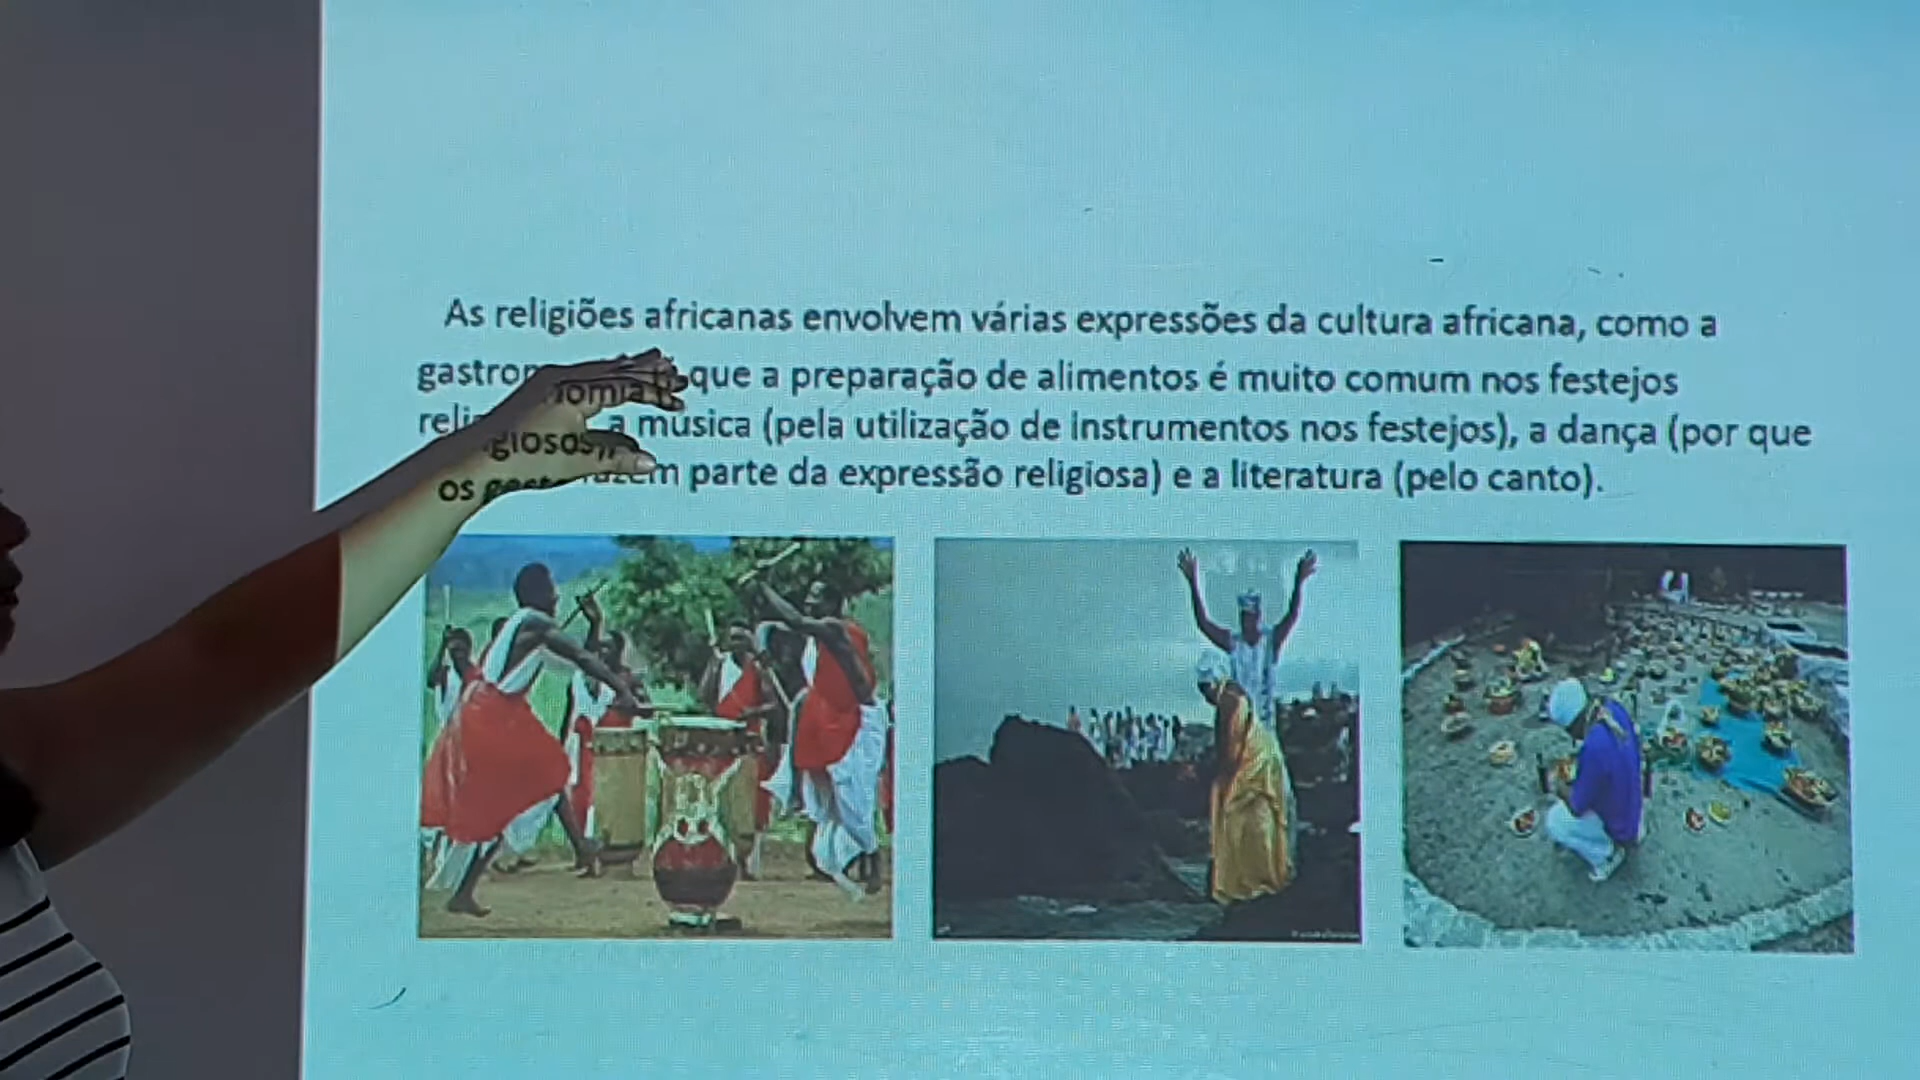 As religiões africanas envolvem várias expressões da cultura africana, como a
gastronomia que a preparação de alimentos é muito comum nos festejos
religiosos, a música (pela utilização de instrumentos nos festejos), a dança (por que
os fazem parte da expressão religiosa) e a literatura (pelo canto).